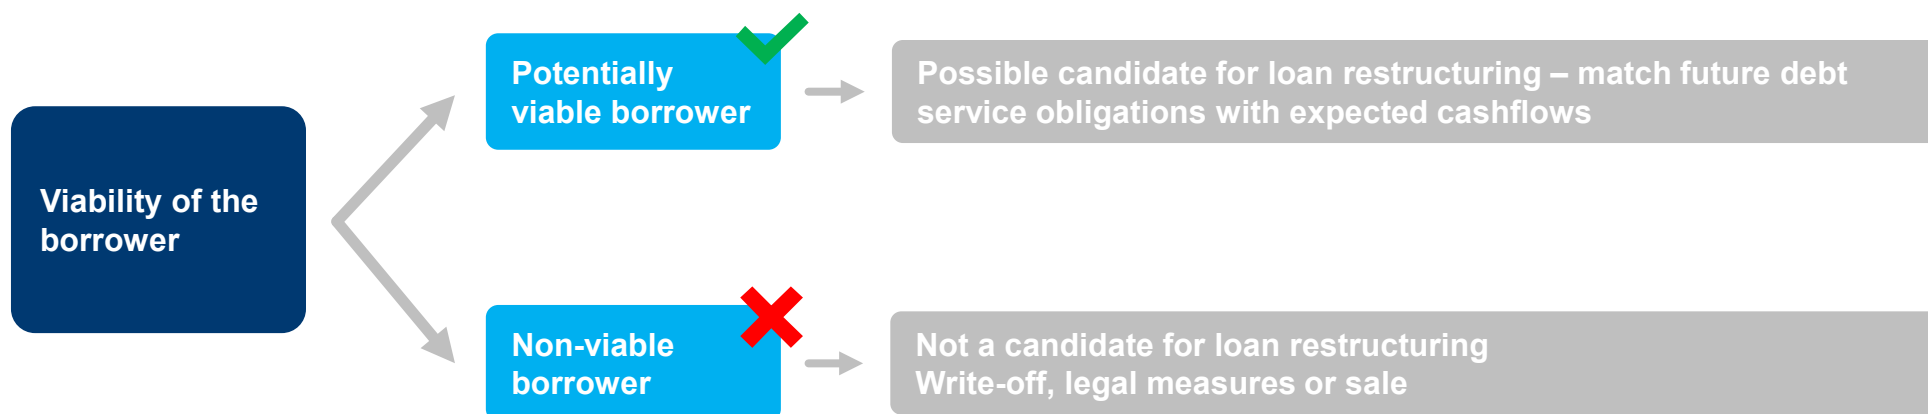 Viability of the
borrower
Potentially
viable borrower
Possible candidate for loan restructuring – match future debt
service obligations with expected cashflows
Non-viable
borrower
Not a candidate for loan restructuring
Write-off, legal measures or sale